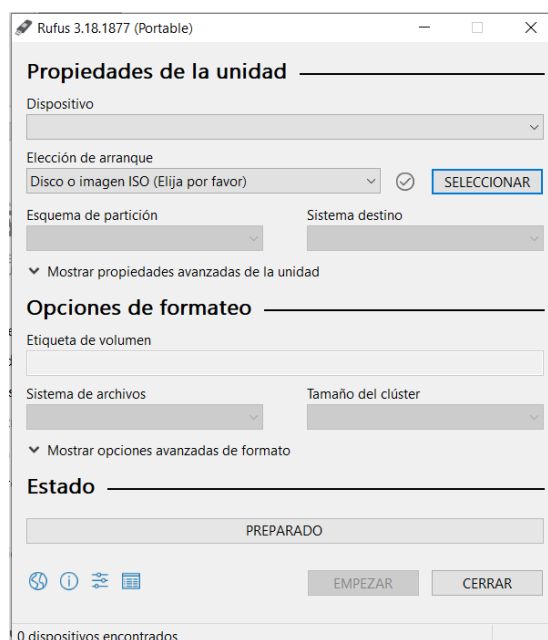 Rufus 3.18.1877 (Portable)
Propiedades de la unidad
Dispositivo
Elección de arranque
Disco o imagen ISO (Elija por favor)
SELECCIONAR
Esquema de partición Sistema destino
Mostrar propiedades avanzadas de la unidad
Opciones de formateo
Etiqueta de volumen
Sistema de archivos Tamaño del clúster
Mostrar opciones avanzadas de formato
Estado
PREPARADO
EMPEZAR CERRAR
0 dispositivos encontrados